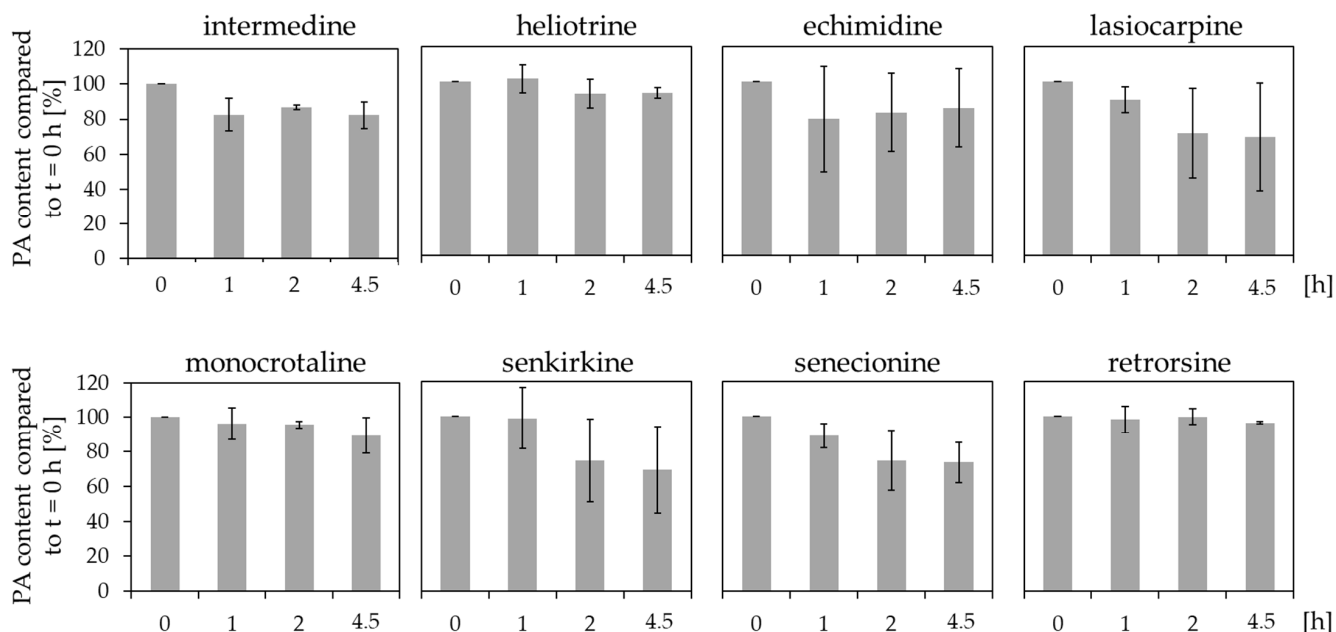 intermedine heliotrine echimidine lasiocarpine
PA content compared
to t = 0 h [%]
120
100
80
60
40
20
0
0 1 2 4.5 0 1 2 4.5 0 1 2 4.5 0 1 2 4.5 [h]
monocrotaline senkirkine senecionine retrorsine
PA content compared
to t = 0 h [%]
120
100
80
60
40
20
0
0 1 2 4.5 0 1 2 4.5 0 1 2 4.5 0 1 2 4.5 [h]